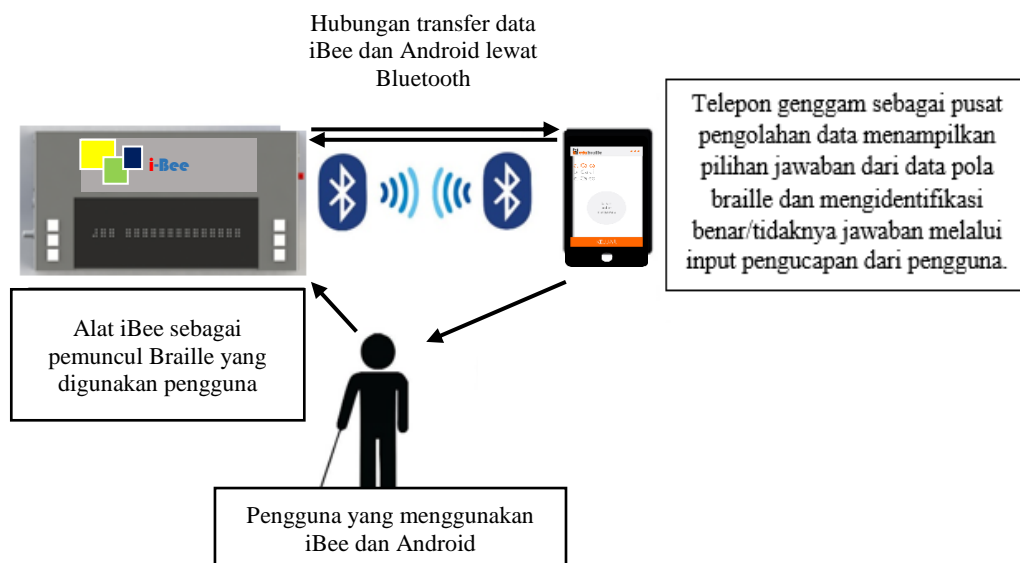 Hubungan transfer data
iBee dan Android lewat
Bluetooth
i-Bee
Telepon genggam sebagai pusat
pengolahan data menampilkan
pilihan jawaban dari data pola
braille dan mengidentifikasi
benar/tidaknya jawaban melalui
input pengucapan dari pengguna.
Alat iBee sebagai
pemuncul Braille yang
digunakan pengguna
Pengguna yang menggunakan
iBee dan Android